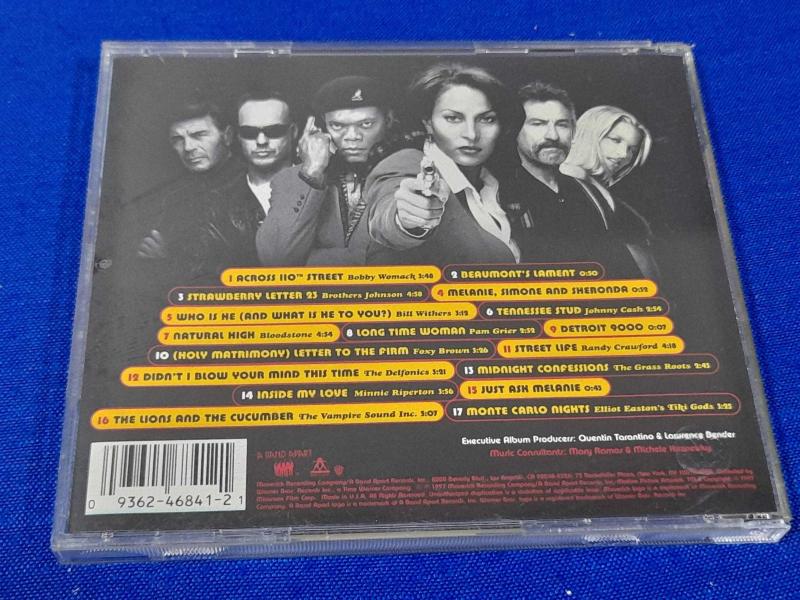 1 ACROSS 110TH STREET Bobby Womack 3:48
2 BEAUMONT'S LAMENT 0:50
3 STRAWBERRY LETTER 23 Brothers Johnson 4:58
4 MELANIE, SIMONE AND SHERONDA 0:52
5 WHO IS HE (AND WHAT IS HE TO YOU?) Bill Withers 3:12
6 TENNESSEE STUD Johnny Cash 2:54
7 NATURAL HIGH Bloodstone 4:54
8 LONG TIME WOMAN Pam Grier 2:52
9 DETROIT 9000 0:07
10 (HOLY MATRIMONY) LETTER TO THE FIRM Foxy Brown 3:26
11 STREET LIFE Randy Crawford 4:18
12 DIDN'T I BLOW YOUR MIND THIS TIME The Delfonics 3:21
13 MIDNIGHT CONFESSIONS The Grass Roots 2:43
14 INSIDE MY LOVE Minnie Riperton 3:56
15 JUST ASK MELANIE 0:43
16 THE LIONS AND THE CUCUMBER The Vampire Sound Inc. 3:07
17 MONTE CARLO NIGHTS Elliot Easton's Tiki Gods 3:25
Executive Album Producers: Quentin Tarantino & Lawrence Bender
Music Consultants: Mary Ramos & Michelle
A BAND APART
0 9362-46841-2 1